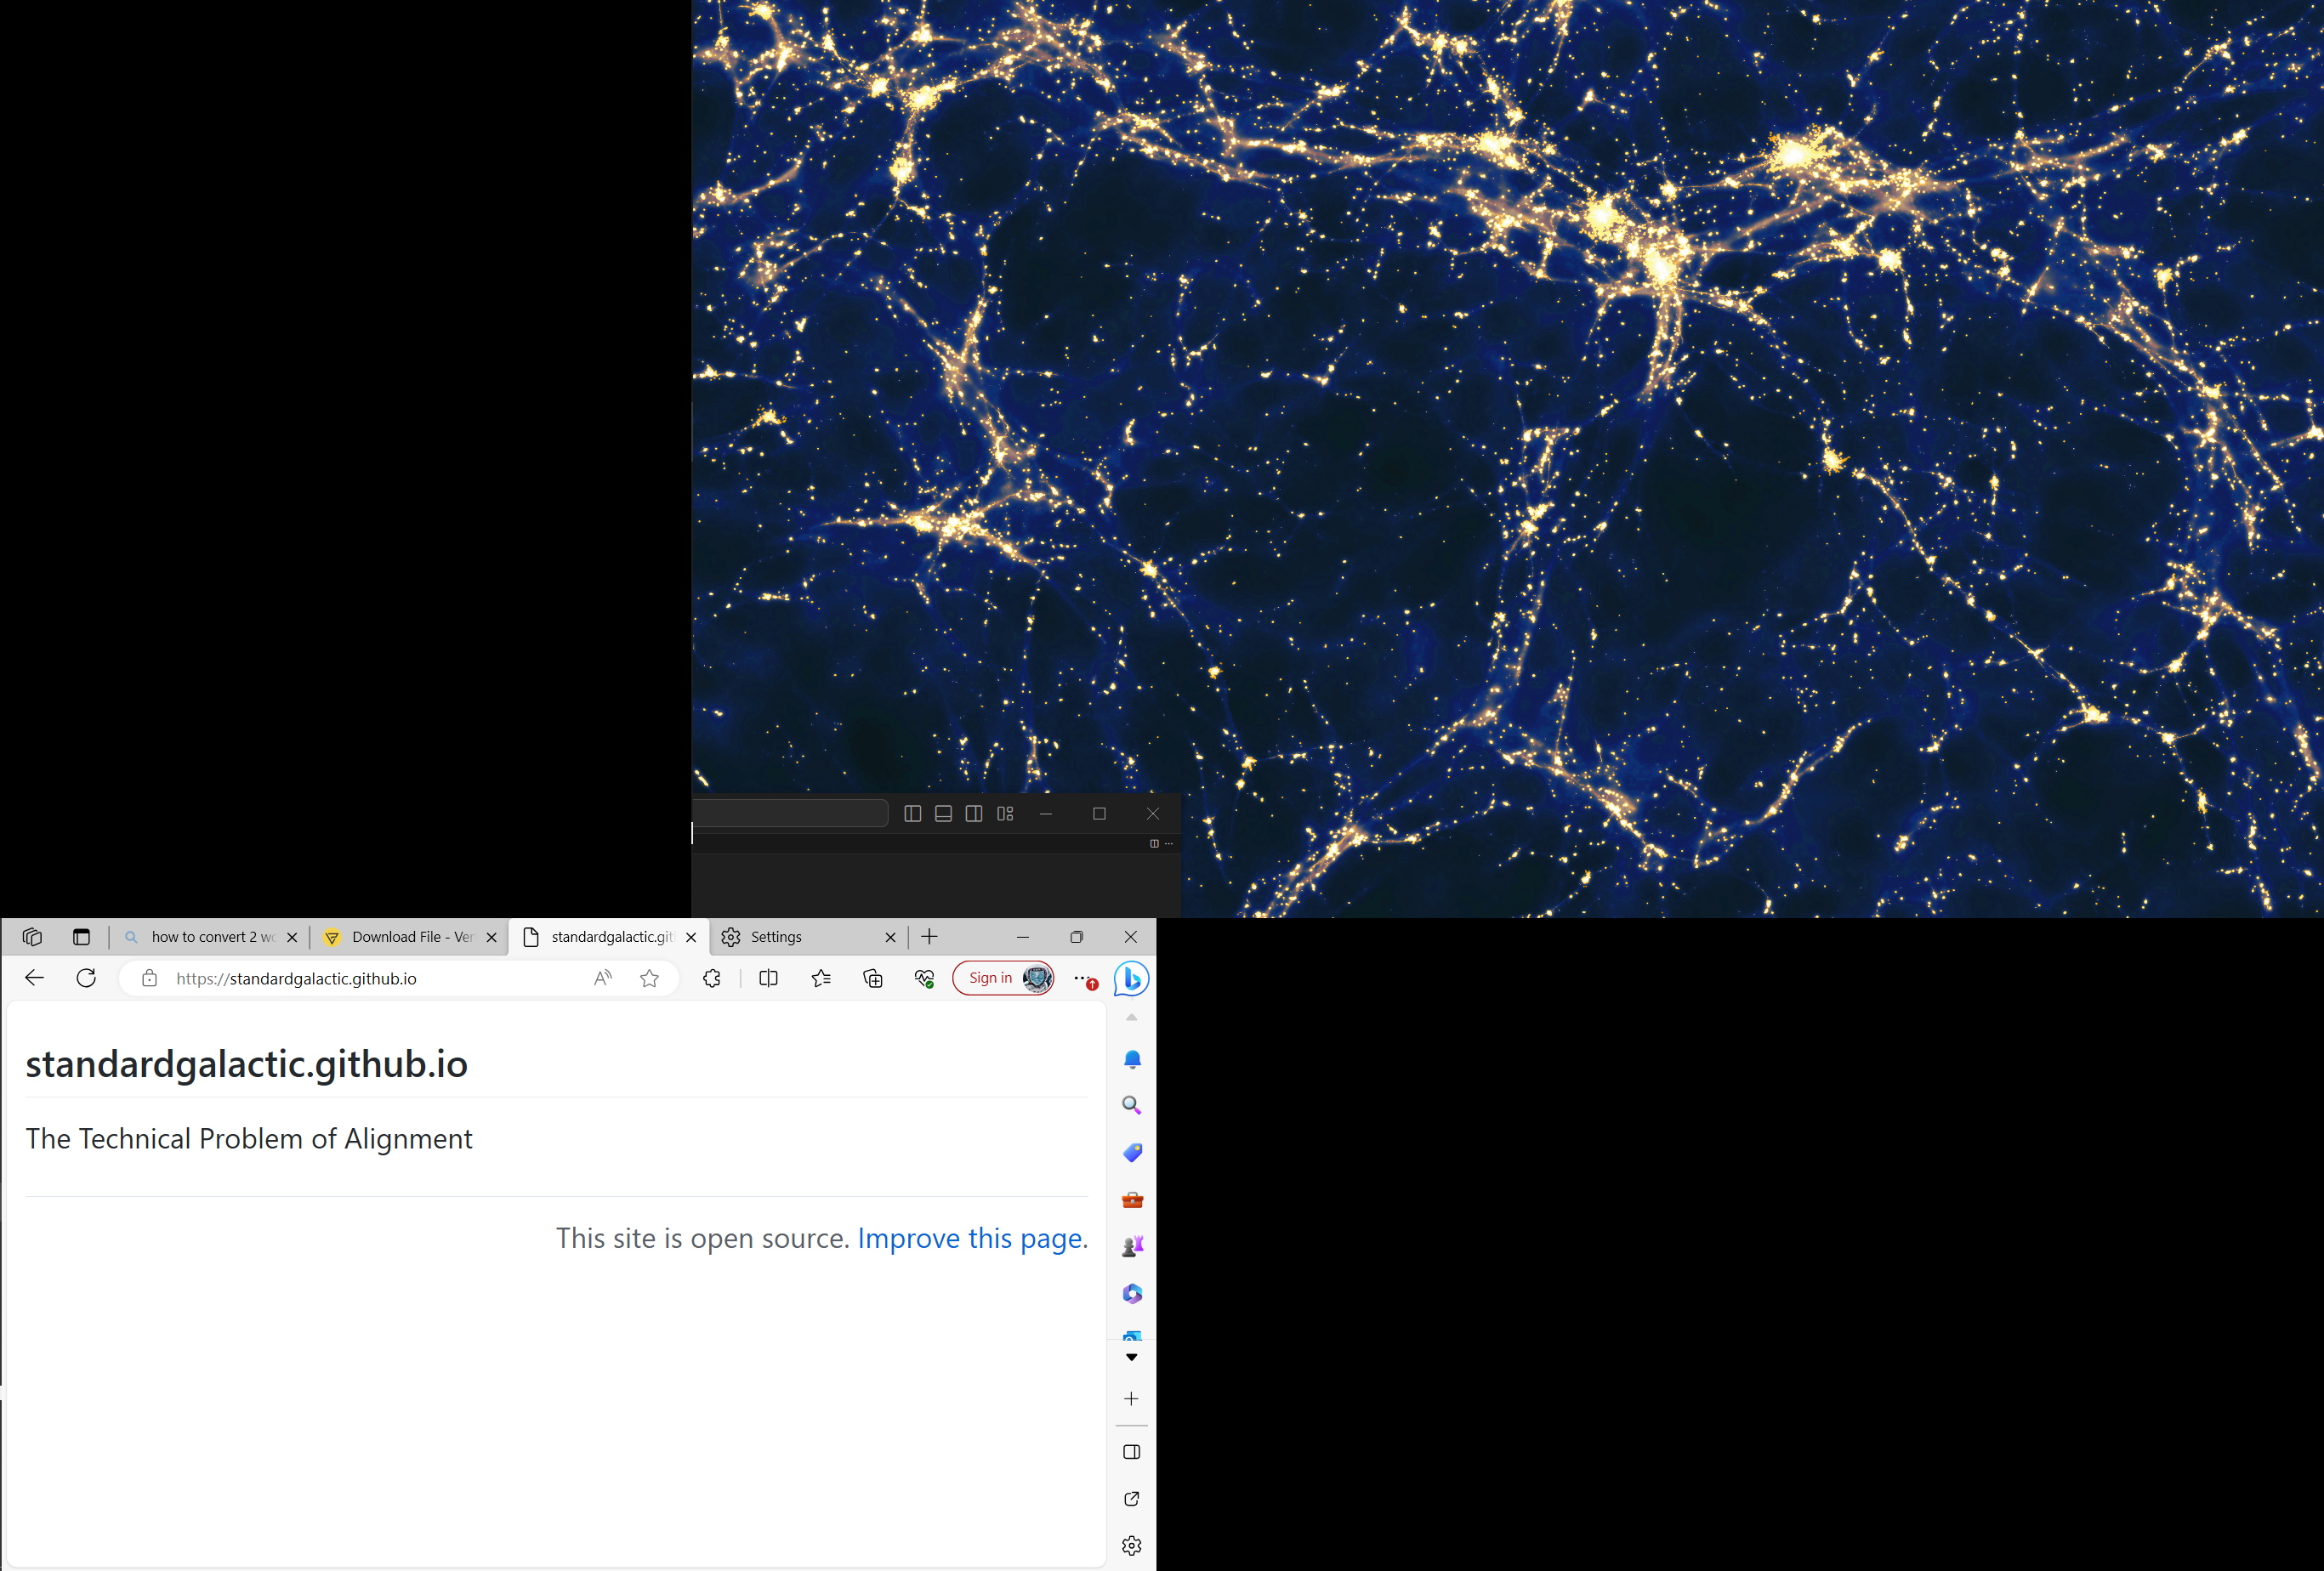 how to convert 2 wo
Download File - Ver
standardgalactic.git
Settings
https://standardgalactic.github.io
Sign in
standardgalactic.github.io
The Technical Problem of Alignment
This site is open source. Improve this page.